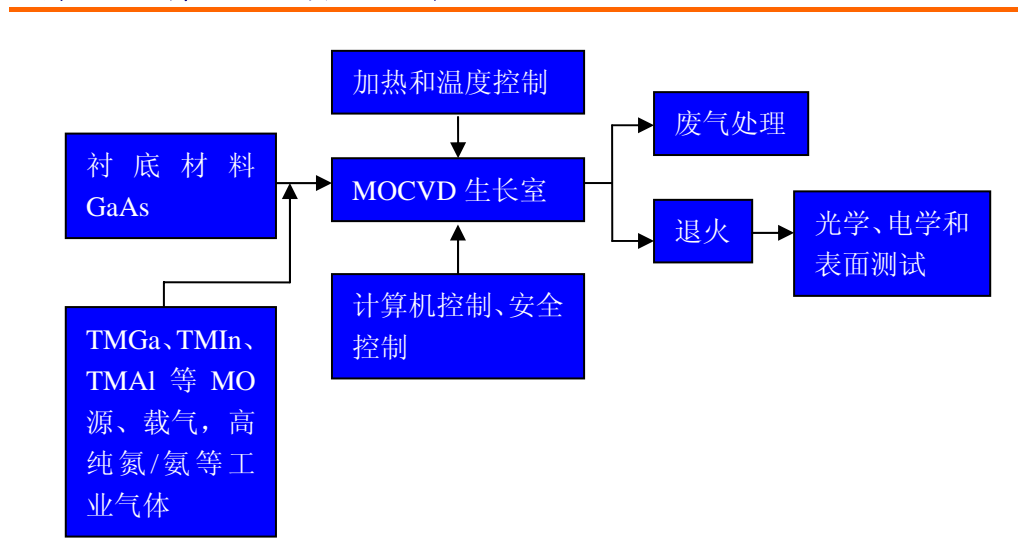 加热和温度控制
废气处理
衬底材料
GaAs
MOCVD 生长室
退火
光学、电学和
表面测试
计算机控制、安全
控制
TMGa、TMIn、
TMAl 等 MO
源、载气，高
纯氮/氨等工
业气体